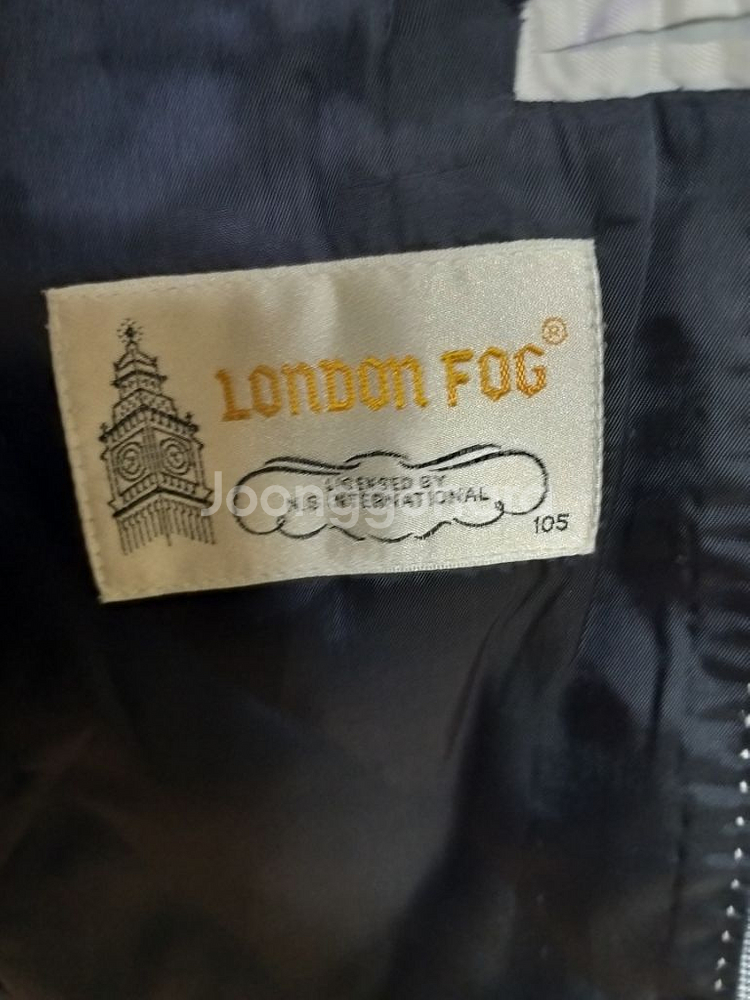 LONDON FOG®
LICENSED BY
N.S INTERNATIONAL
105